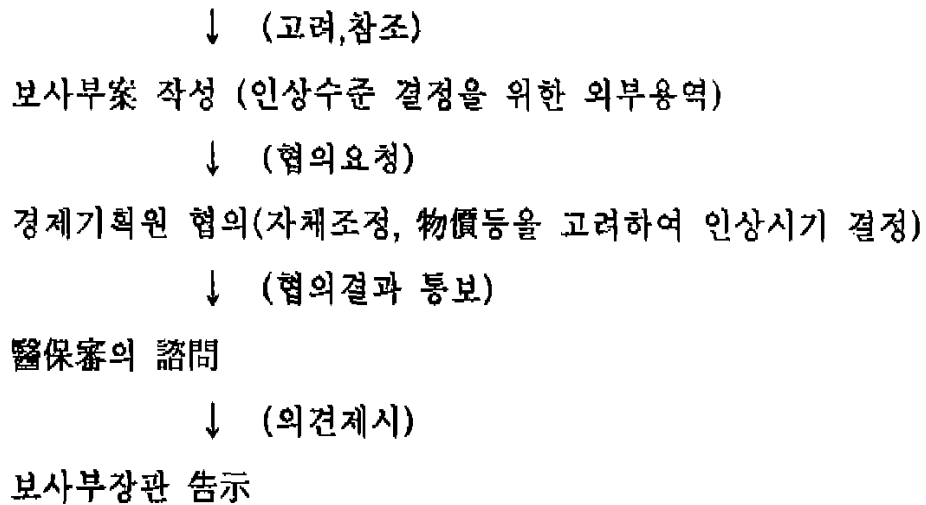 ↓ (고려,참조)
보사부案 작성 (인상수준 결정을 위한 외부용역)
↓ (협의요청)
경제기획원 협의(자체조정, 物價등을 고려하여 인상시기 결정)
↓ (협의결과 통보)
醫保審의 諮問
↓ (의견제시)
보사부장관 告示